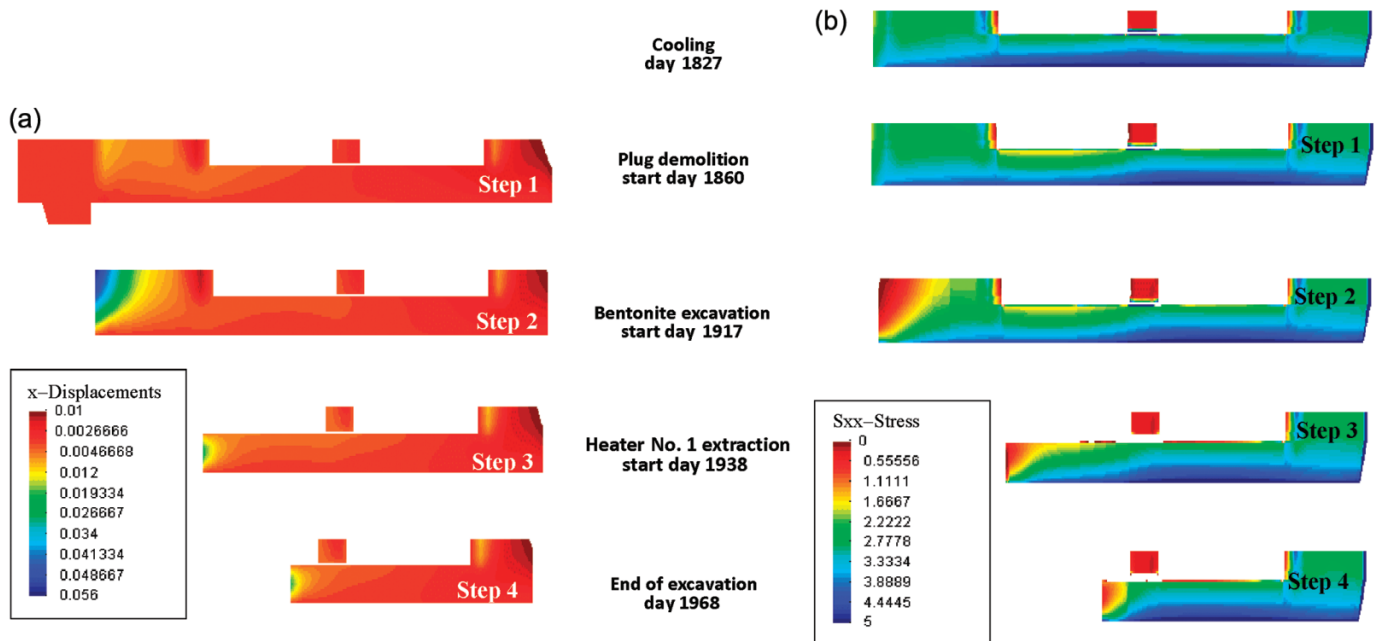 (a)
Step 1
Step 2
x-Displacements
0.01
0.0026666
0.0046668
0.012
0.019334
0.026667
0.034
0.041334
0.048667
0.056
Step 3
Step 4
Cooling
day 1827
Plug demolition
start day 1860
Bentonite excavation
start day 1917
Heater No. 1 extraction
start day 1938
End of excavation
day 1968
(b)
Step 1
Step 2
Sxx-Stress
0
0.55556
1.1111
1.6667
2.2222
2.7778
3.3334
3.8889
4.4445
5
Step 3
Step 4